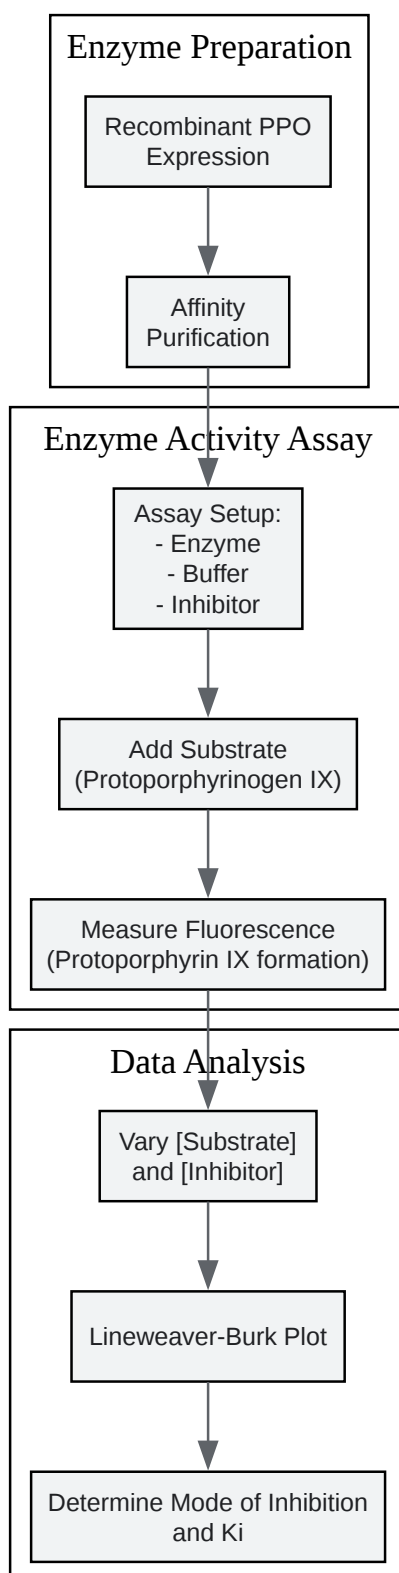 Enzyme Preparation
Recombinant PPO
Expression
Affinity
Purification
Enzyme Activity Assay
Assay Setup:
- Enzyme
- Buffer
- Inhibitor
Add Substrate
(Protoporphyrinogen IX)
Measure Fluorescence
(Protoporphyrin IX formation)
Data Analysis
Vary [Substrate]
and [Inhibitor]
Lineweaver-Burk Plot
Determine Mode of Inhibition
and Ki